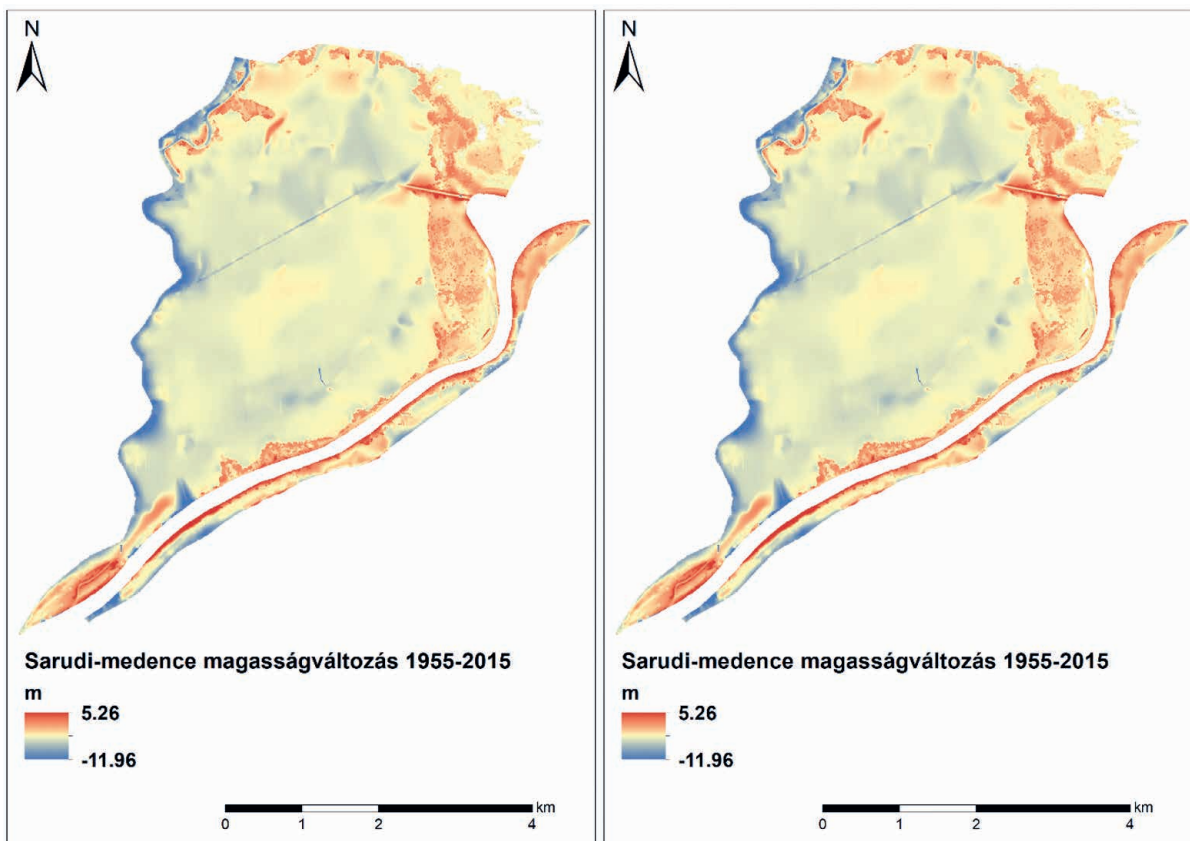 N
Sarudi-medence magasságváltozás 1955-2015
m
5.26
-11.96
km
0 1 2 4
N
Sarudi-medence magasságváltozás 1955-2015
m
5.26
-11.96
km
0 1 2 4